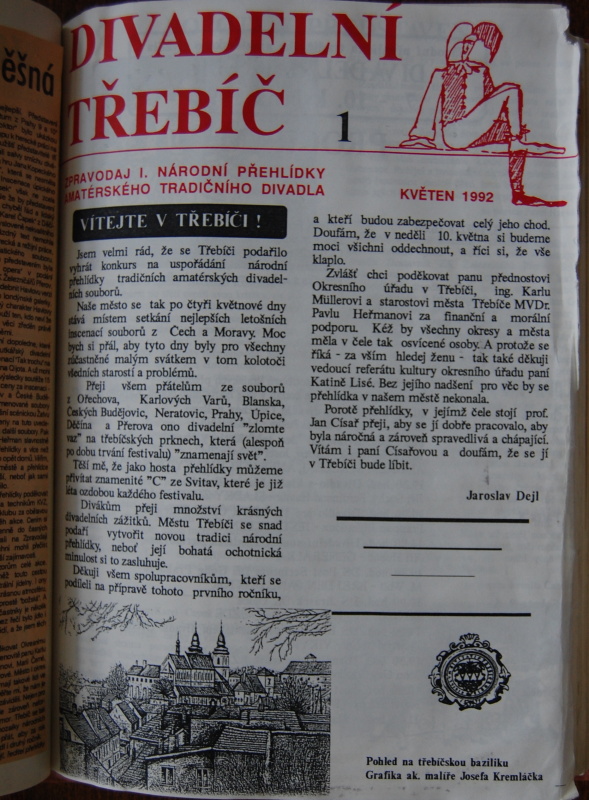 ěšná
DIVADELNÍ
TŘEBÍČ 1
ZPRAVODAJ I. NÁRODNÍ PŘEHLÍDKY
AMATÉRSKÉHO TRADIČNÍHO DIVADLA
KVĚTEN 1992
VÍTEJTE V TŘEBÍČI !
Jsem velmi rád, že se Třebíči podařilo
vyhrát konkurs na uspořádání národní
přehlídky tradičních amatérských divadel-
ních souborů.
Naše město se tak po čtyři květnové dny
stává místem setkání nejlepších letošních
inscenací souborů z Čech a Moravy. Moc
bych si přál, aby tyto dny byly pro všechny
zúčastněné malým svátkem v tom kolotoči
všedních starostí a problémů.
Přeji všem přátelům ze souborů
z Ořechova, Karlových Varů, Blanska,
Českých Budějovic, Neratovic, Prahy, Úpice,
Děčína a Přerova ono divadelní "zlomte
vaz" na třebíčských prknech, která (alespoň
po dobu trvání festivalu) "znamenají svět".
Těší mě, že jako hosta přehlídky můžeme
přivítat znamenité "C" ze Svitav, které je již
léta ozdobou každého festivalu.
Divákům přeji množství krásných
divadelních zážitků. Městu Třebíči se snad
podaří vytvořit novou tradici národní
přehlídky, neboť její bohatá ochotnická
minulost si to zasluhuje.
Děkuji všem spolupracovníkům, kteří se
podíleli na přípravě tohoto prvního ročníku,
a kteří budou zabezpečovat celý jeho chod.
Doufám, že v neděli 10. května si budeme
moci všichni oddechnout, a říci si, že vše
klaplo.
Zvlášť chci poděkovat panu přednostovi
Okresního úřadu v Třebíči, ing. Karlu
Müllerovi a starostovi města Třebíče MVDr.
Pavlu Heřmanovi za finanční a morální
podporu. Kéž by všechny okresy a města
měla v čele tak osvícené osoby. A protože se
říká - za vším hledej ženu - tak také děkuji
vedoucí referátu kultury okresního úřadu paní
Katině Lisé. Bez jejího nadšení pro věc by se
přehlídka v našem městě nekonala.
Porotě přehlídky, v jejímž čele stojí prof.
Jan Císař přeji, aby se jí dobře pracovalo, aby
byla náročná a zároveň spravedlivá a chápající.
Vítám i paní Císařovou a doufám, že se jí
v Třebíči bude líbit.
Jaroslav Dejl
Pohled na třebíčskou baziliku
Grafika ak. malíře Josefa Kremláčka